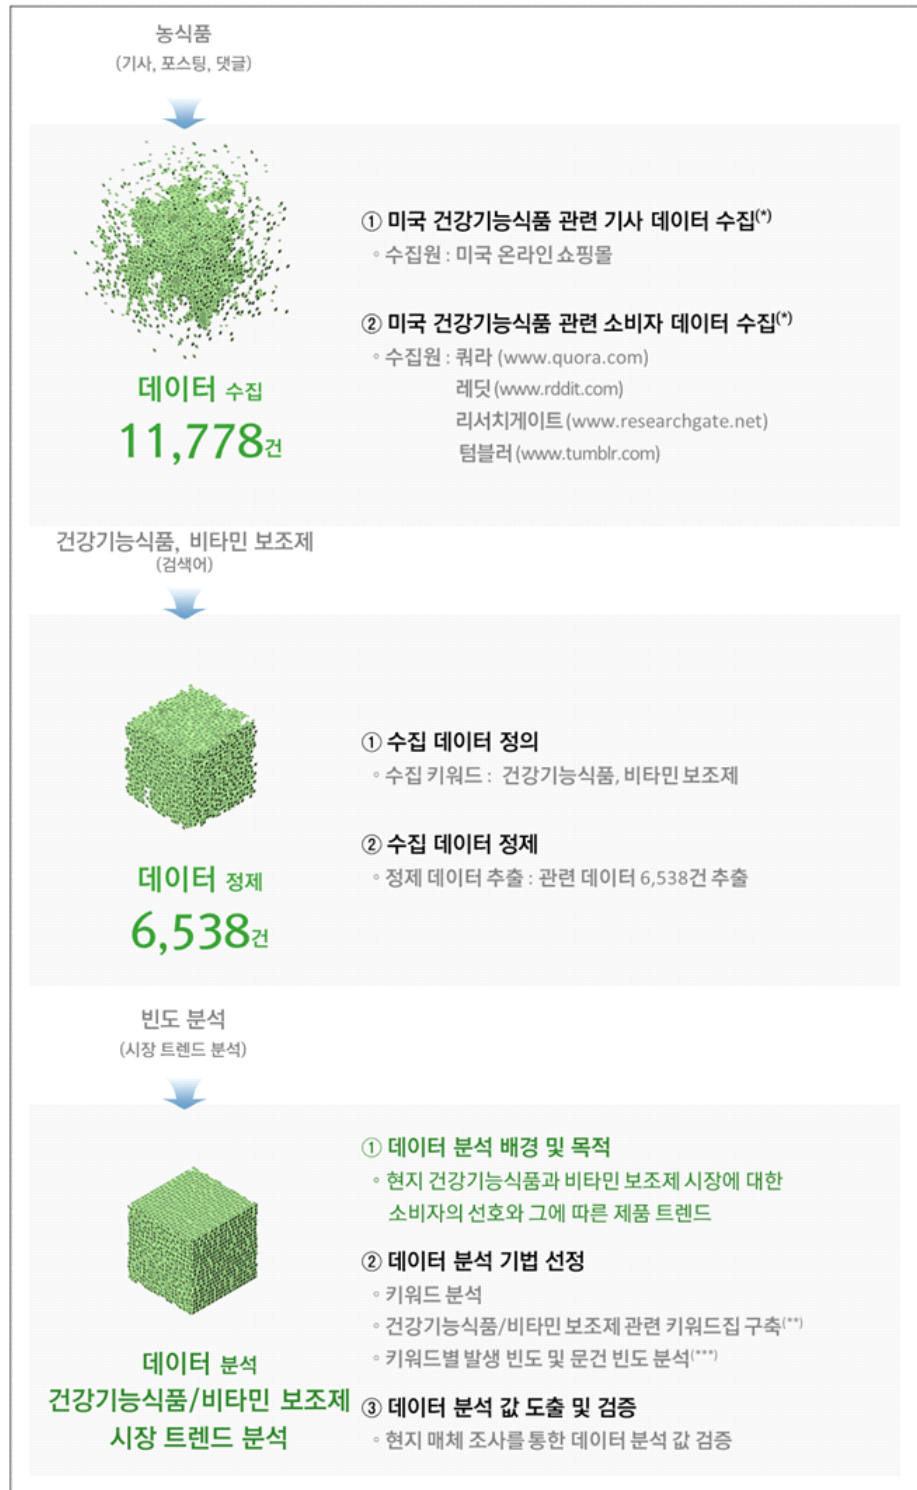 농식품
(기사, 포스팅, 댓글)
① 미국 건강기능식품 관련 기사 데이터 수집(*)
◦ 수집원 : 미국 온라인 쇼핑몰
② 미국 건강기능식품 관련 소비자 데이터 수집(*)
◦ 수집원 : 쿼라 (www.quora.com)
레딧 (www.rddit.com)
리서치게이트 (www.researchgate.net)
텀블러 (www.tumblr.com)
데이터 수집
11,778건
건강기능식품, 비타민 보조제
(검색어)
① 수집 데이터 정의
◦ 수집 키워드 : 건강기능식품, 비타민 보조제
② 수집 데이터 정제
◦ 정제 데이터 추출 : 관련 데이터 6,538건 추출
데이터 정제
6,538건
빈도 분석
(시장 트렌드 분석)
① 데이터 분석 배경 및 목적
◦ 현지 건강기능식품과 비타민 보조제 시장에 대한
소비자의 선호와 그에 따른 제품 트렌드
② 데이터 분석 기법 선정
◦ 키워드 분석
◦ 건강기능식품/비타민 보조제 관련 키워드집 구축(**)
◦ 키워드별 발생 빈도 및 문건 빈도 분석(***)
③ 데이터 분석 값 도출 및 검증
◦ 현지 매체 조사를 통한 데이터 분석 값 검증
데이터 분석
건강기능식품/비타민 보조제
시장 트렌드 분석